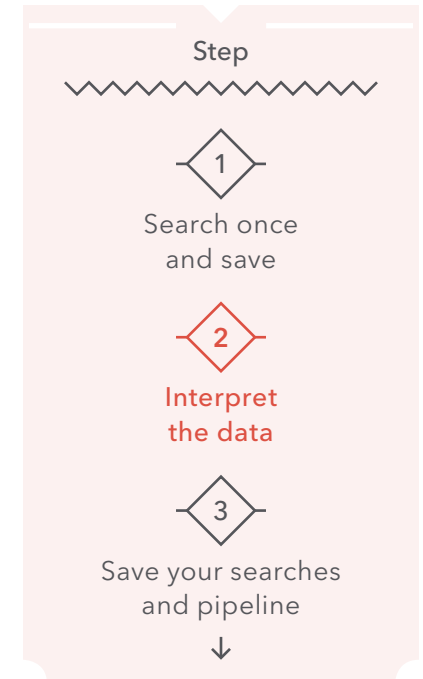 Step
1
Search once
and save
2
Interpret
the data
3
Save your searches
and pipeline